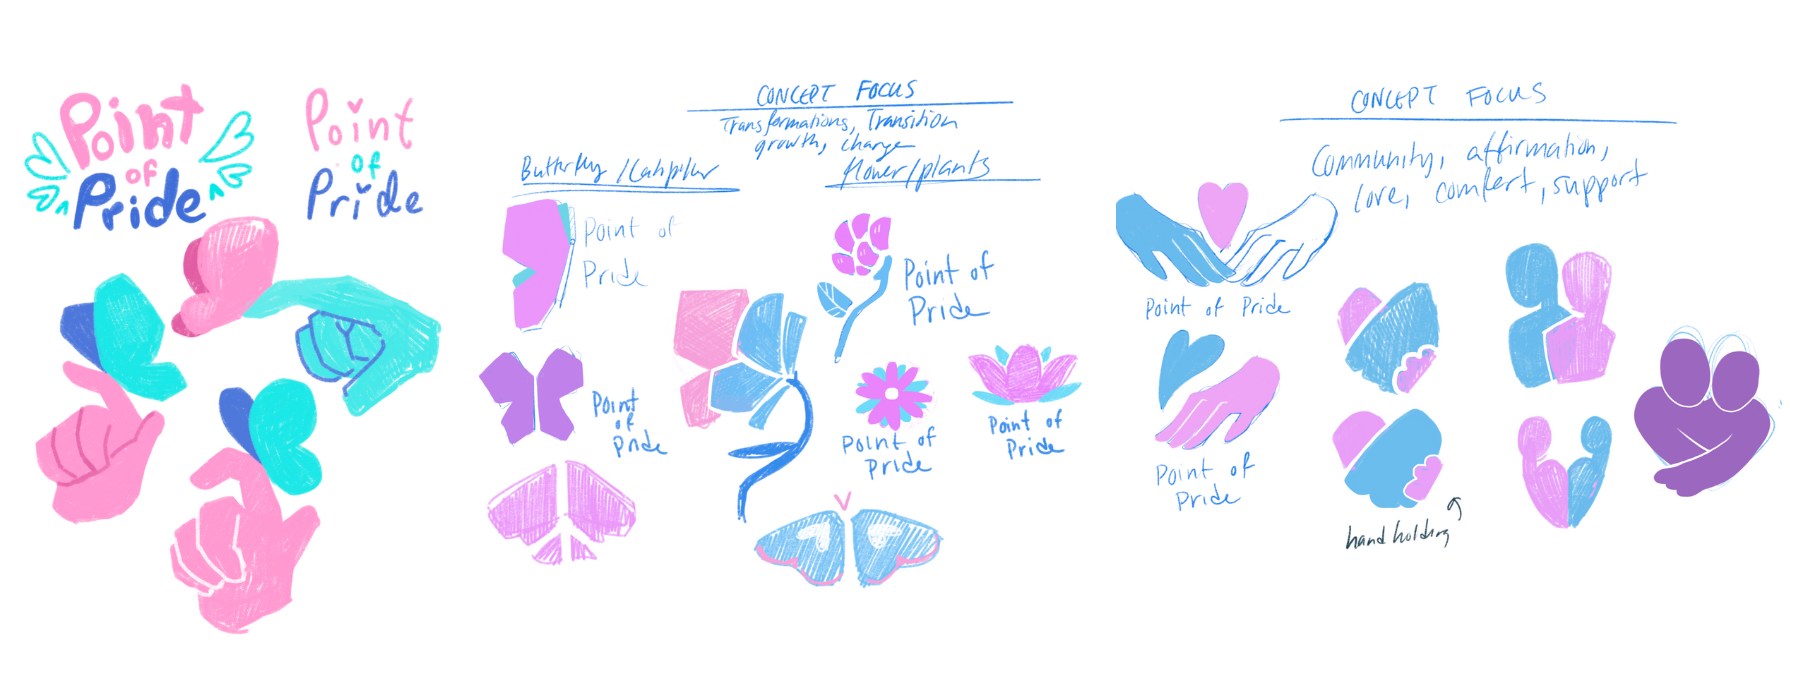 Point
of
Pride
Point
of
Pride
CONCEPT FOCUS
Transformations, Transition
growth, change
Butterfly/Catipilar
flower/plants
Point of
Pride
Point of
Pride
Point
of
Pride
Point of
Pride
Point of
Pride
CONCEPT FOCUS
Community, affirmation,
love, comfort, support
Point of Pride
Point of
Pride
hand holding